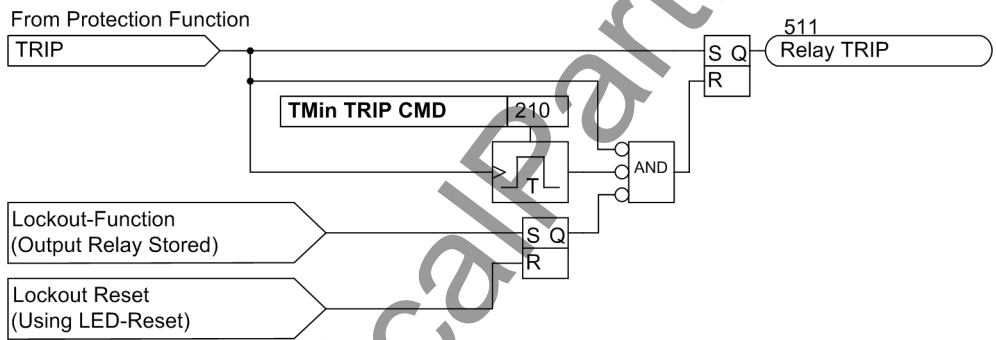 From Protection Function
TRIP
511
S Q
Relay TRIP
R
TMin TRIP CMD 210
T
AND
Lockout-Function
(Output Relay Stored)
S Q
R
Lockout Reset
(Using LED-Reset)